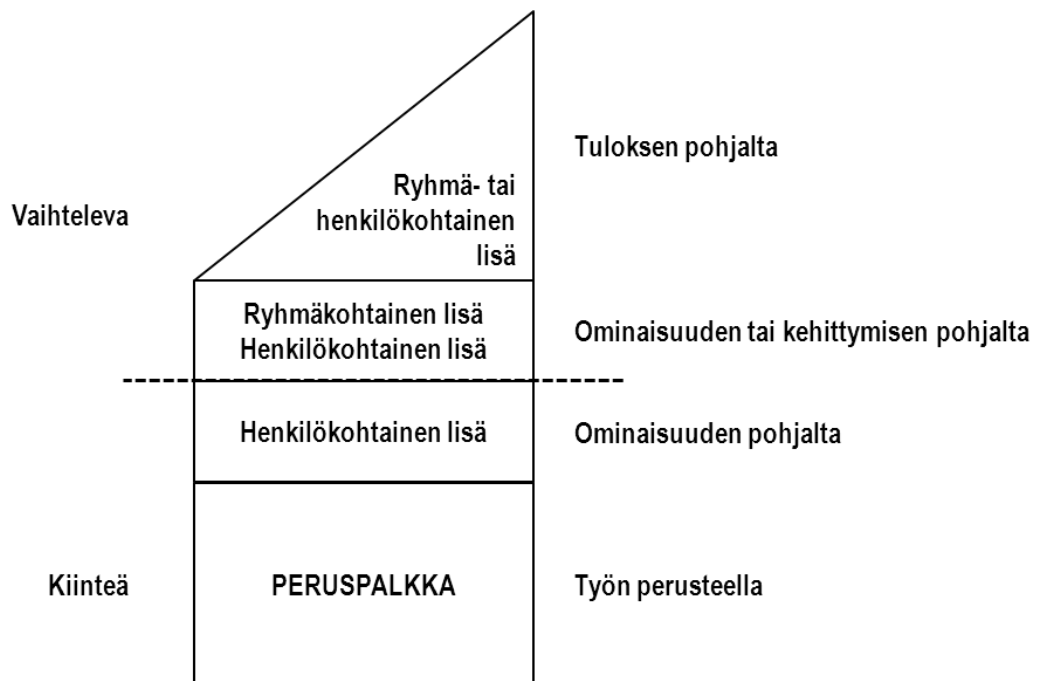 Tuloksen pohjalta
Ryhmä- tai
henkilökohtainen
lisä
Vaihteleva
Ryhmäkohtainen lisä
Henkilökohtainen lisä
Ominaisuuden tai kehittymisen pohjalta
Henkilökohtainen lisä
Ominaisuuden pohjalta
Kiinteä
PERUSPALKKA
Työn perusteella